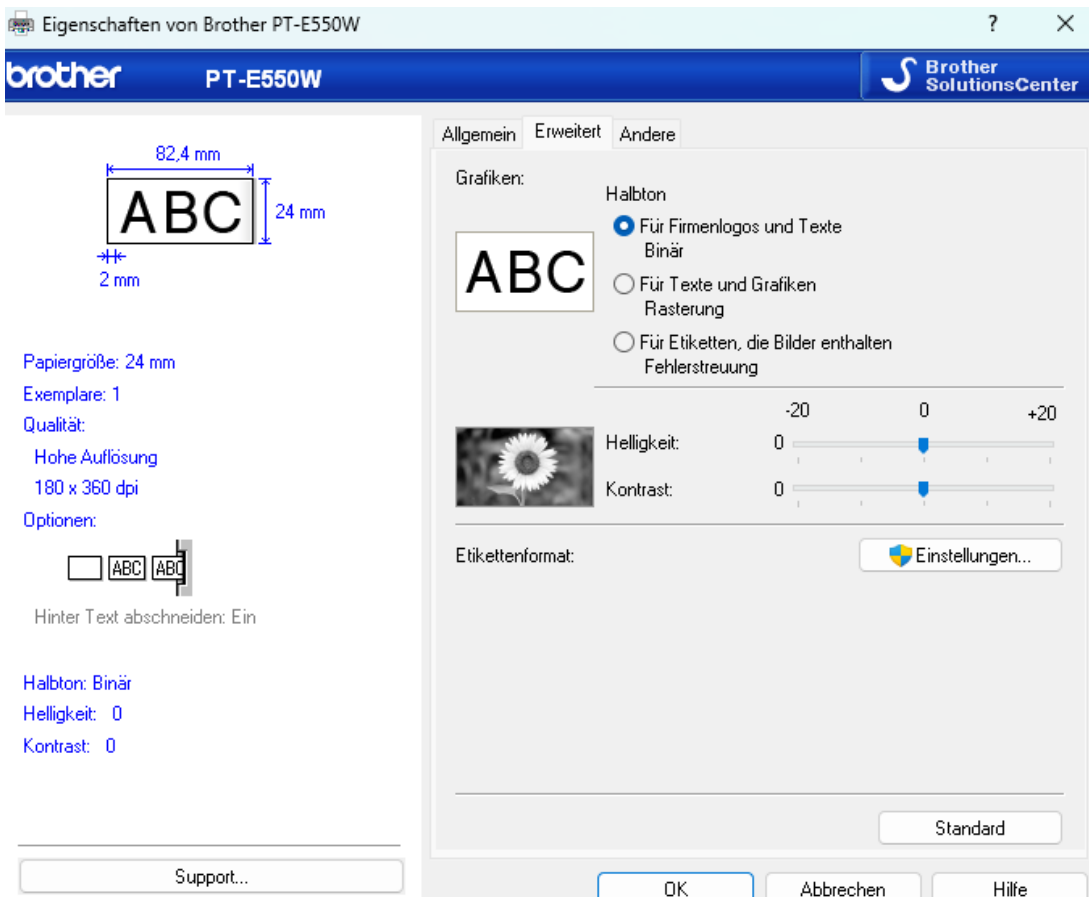 Eigenschaften von Brother PT-E550W
brother PT-E550W
Brother
SolutionsCenter
82,4 mm
ABC
24 mm
2 mm
Papiergröße: 24 mm
Exemplare: 1
Qualität:
Hohe Auflösung
180 x 360 dpi
Optionen:
ABC ABC
Hinter Text abschneiden: Ein
Halbton: Binär
Helligkeit: 0
Kontrast: 0
Support...
Allgemein Erweitert Andere
Grafiken:
ABC
Halbton
Für Firmenlogos und Texte
Binär
Für Texte und Grafiken
Rasterung
Für Etiketten, die Bilder enthalten
Fehlerstreuung
-20 0 +20
Helligkeit: 0
Kontrast: 0
Etikettenformat:
Einstellungen...
Standard
OK Abbrechen Hilfe